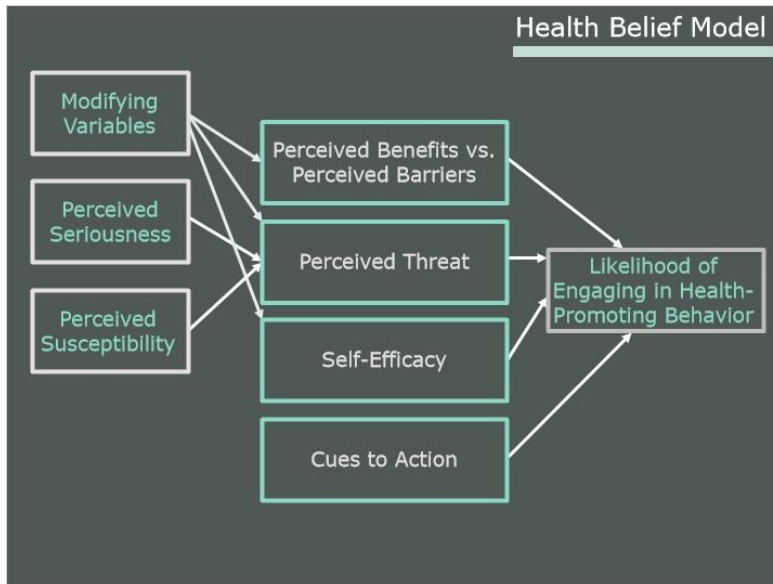 Health Belief Model
Modifying
Variables
Perceived
Seriousness
Perceived
Susceptibility
Perceived Benefits vs.
Perceived Barriers
Perceived Threat
Self-Efficacy
Cues to Action
Likelihood of
Engaging in Health-
Promoting Behavior